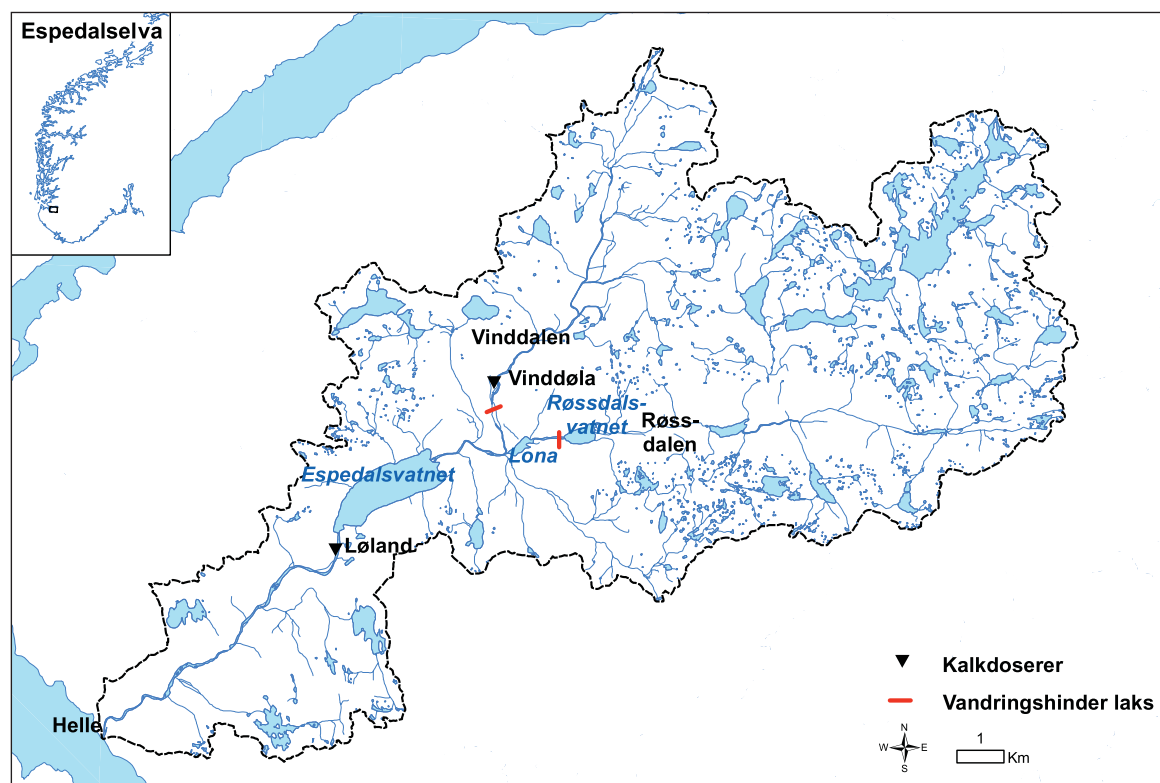 Espedalselva
Vinddalen
Vinddøla
Røssdals-
vatnet
Røss-
dalen
Lona
Espedalsvatnet
Løland
Helle
Kalkdoserer
Vandringshinder laks
N
W E
S
1
Km